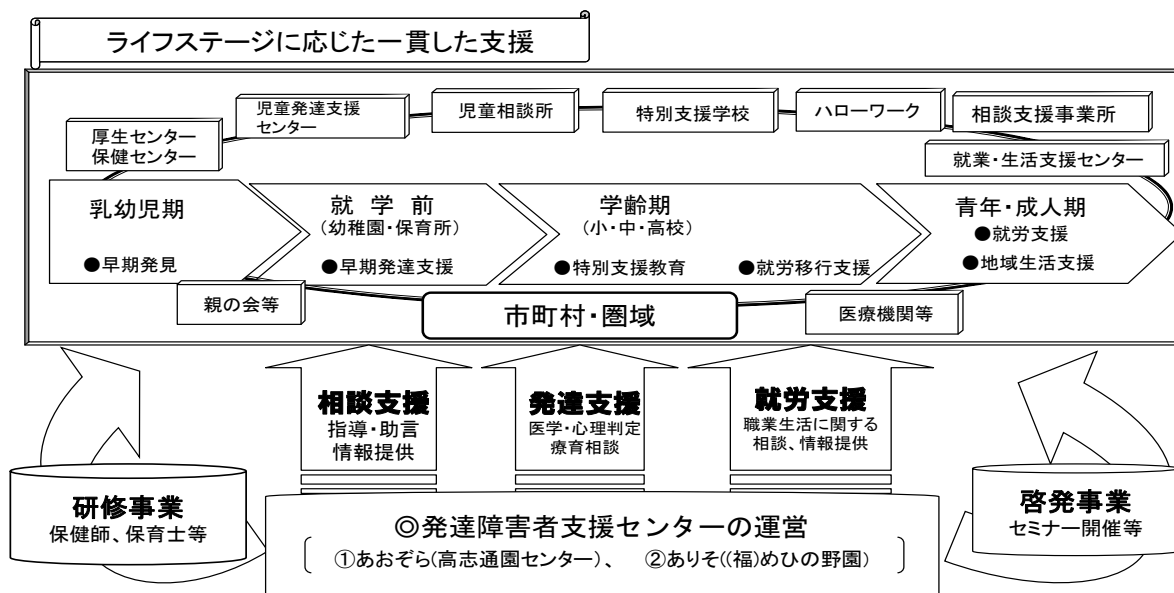 ライフステージに応じた一貫した支援
児童発達支援
センター
児童相談所
特別支援学校
ハローワーク
相談支援事業所
厚生センター
保健センター
就業・生活支援センター
乳幼児期
●早期発見
就学前
(幼稚園・保育所)
●早期発達支援
学齢期
(小・中・高校)
●特別支援教育
●就労移行支援
青年・成人期
●就労支援
●地域生活支援
親の会等
市町村・圏域
医療機関等
相談支援
指導・助言
情報提供
発達支援
医学・心理判定
療育相談
就労支援
職業生活に関する
相談、情報提供
研修事業
保健師、保育士等
◎発達障害者支援センターの運営
①あおぞら(高志通園センター)、 ②ありそ((福)めひの野園)
啓発事業
セミナー開催等